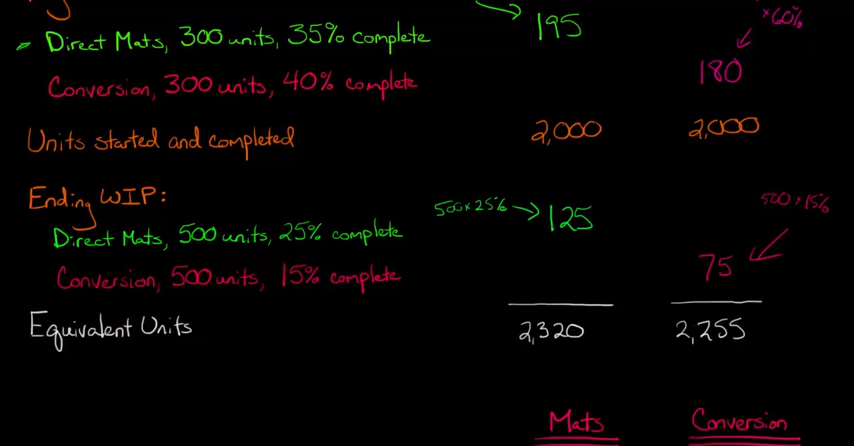 ×60%
195
Direct Mats, 300 units, 35% complete
180
Conversion, 300 units, 40% complete
Units started and completed 2,000 2,000
Ending WIP:
500×25% 125 500×15%
Direct Mats, 500 units, 25% complete
75
Conversion, 500 units, 15% complete
Equivalent Units 2,320 2,255
Mats Conversion